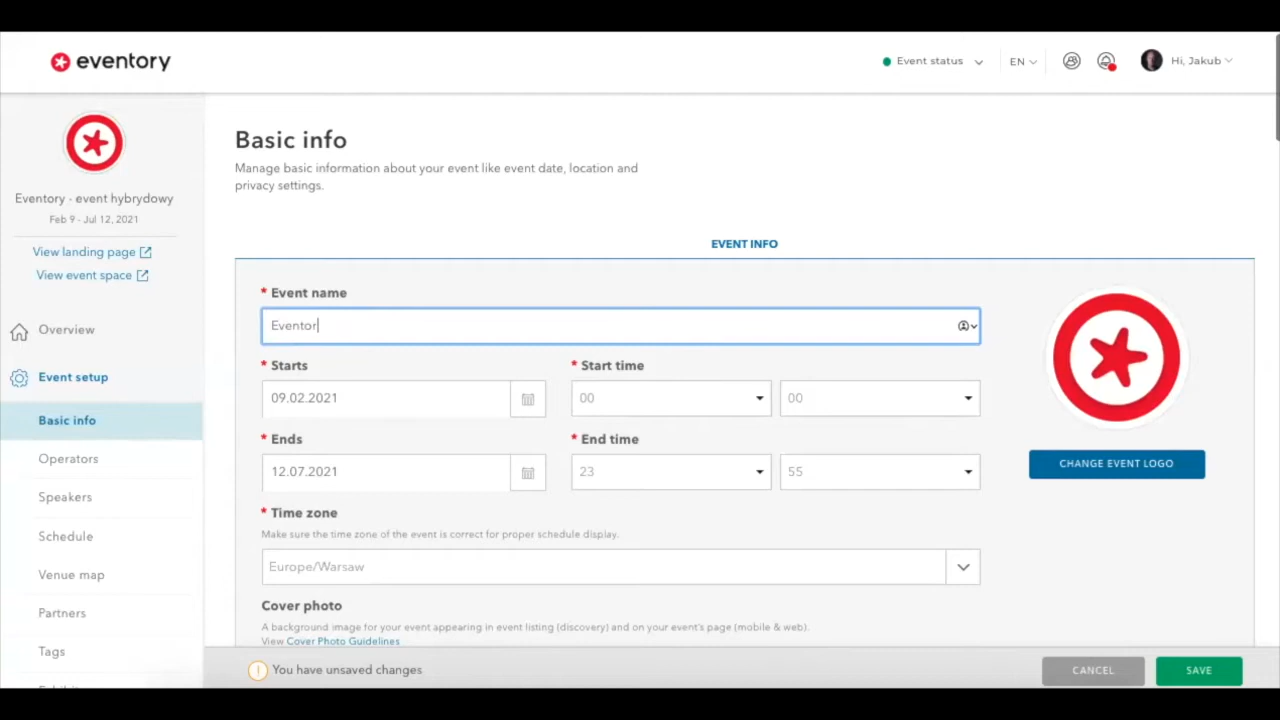 eventory
Event status
EN
Hi, Jakub
Eventory - event hybrydowy
Feb 9 - Jul 12, 2021
View landing page
View event space
Overview
Event setup
Basic info
Operators
Speakers
Schedule
Venue map
Partners
Tags
Basic info
Manage basic information about your event like event date, location and
privacy settings.
EVENT INFO
* Event name
Eventor
* Starts
* Start time
09.02.2021
00
00
* Ends
* End time
12.07.2021
23
55
* Time zone
Make sure the time zone of the event is correct for proper schedule display.
Europe/Warsaw
Cover photo
A background image for your event appearing in event listing (discovery) and on your event's page (mobile & web).
View Cover Photo Guidelines
CHANGE EVENT LOGO
You have unsaved changes
CANCEL
SAVE